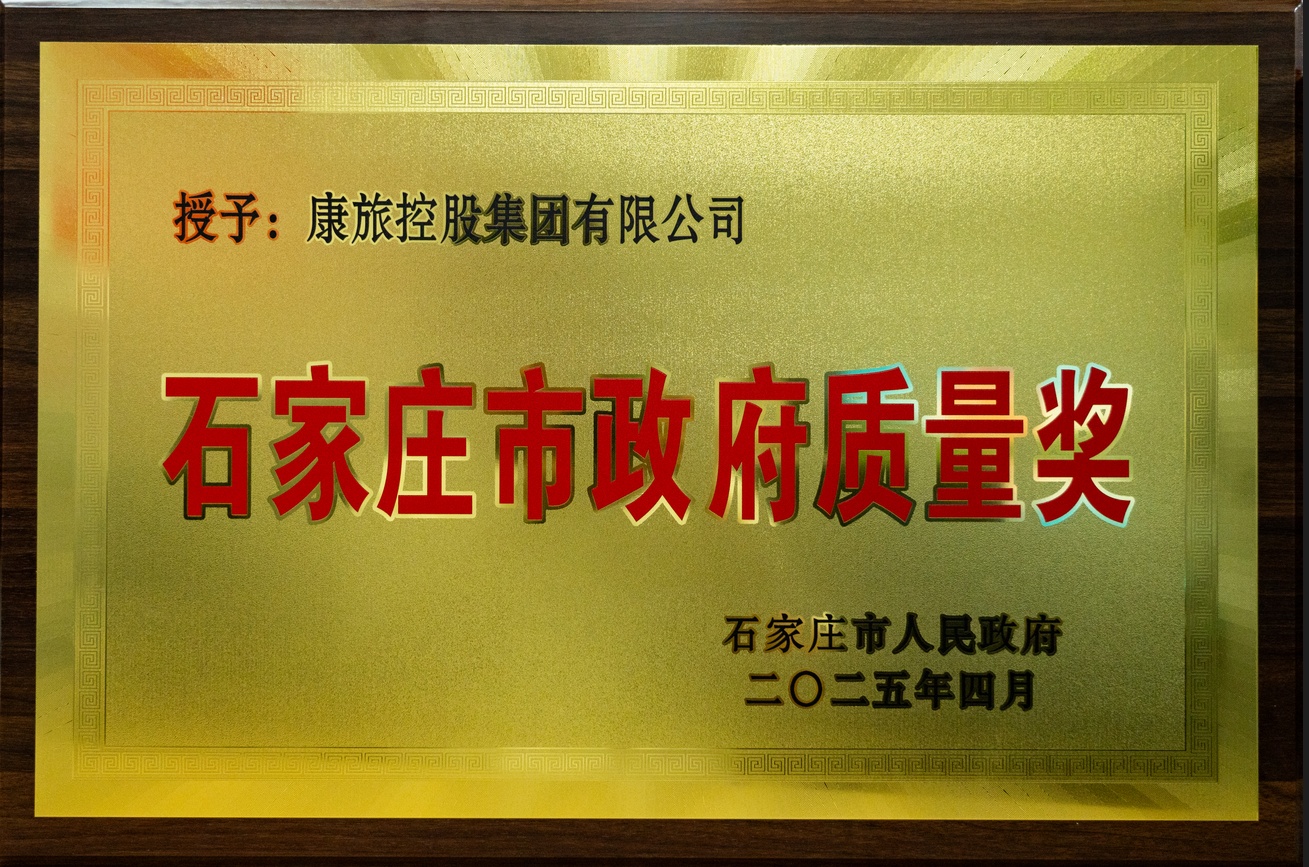 授予：康旅控股集团有限公司
石家庄市政府质量奖
石家庄市人民政府
二〇二五年四月